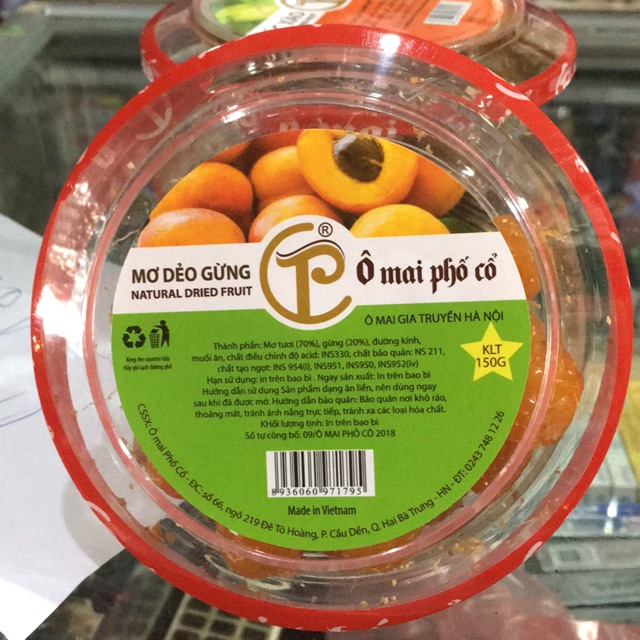 MƠ DẺO GỪNG
NATURAL DRIED FRUIT
®
Ô mai phố cổ
Ô MAI GIA TRUYỀN HÀ NỘI
KLT
150G
Keep the country tidy
Hãy giữ sạch đường phố
Thành phần: Mơ tươi (70%), gừng (20%), đường kính,
muối ăn, chất điều chỉnh độ acid: INS330, chất bảo quản: NS 211,
chất tạo ngọt: INS 954(i), INS951, INS950, INS952(iv)
Hạn sử dụng: in trên bao bì . Ngày sản xuất: In trên bao bì
Hướng dẫn sử dụng Sản phẩm dạng ăn liền, nên dùng ngay
sau khi đã được mở. Hướng dẫn bảo quản: Bảo quản nơi khô ráo,
thoáng mát, tránh ánh nắng trực tiếp, tránh xa các loại hóa chất.
KHối lượng tịnh: In trên bao bì
Số tự công bố: 09/Ô MAI PHỐ CỔ 2018
8936060971795
Made in Vietnam
CSSX: Ô mai Phố Cổ - ĐC. số 66, ngõ 219 Đê Tô Hoàng, P. Cầu Dền, Q. Hai Bà Trưng - HN - ĐT: 0243 748 12 26